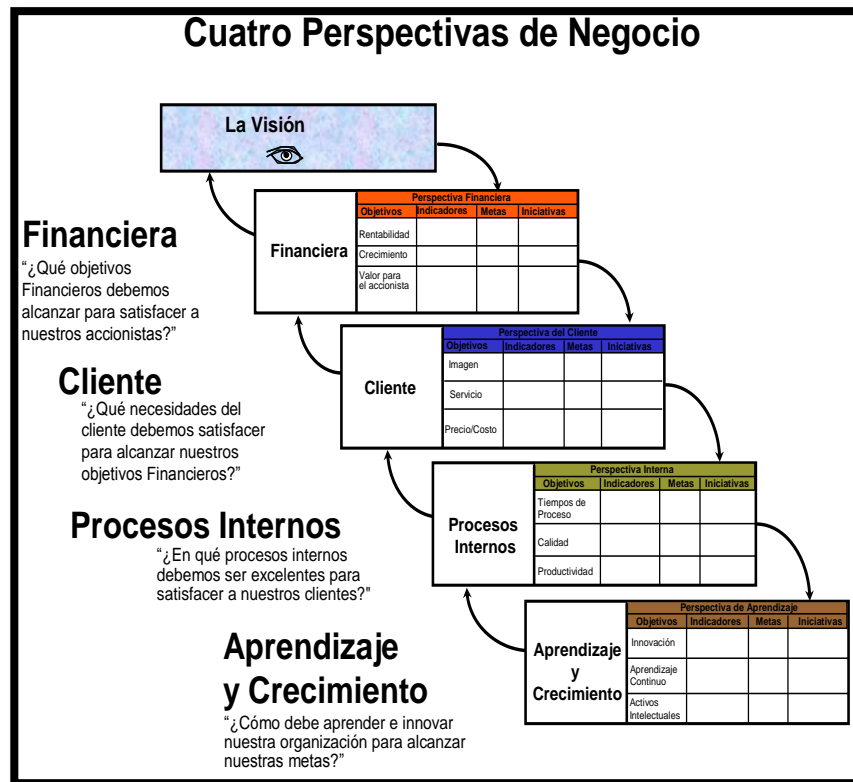 Cuatro Perspectivas de Negocio
La Visión
Financiera
“¿Qué objetivos
Financieros debemos
alcanzar para satisfacer a
nuestros accionistas?”
Financiera
Perspectiva Financiera
Objetivos Indicadores Metas Iniciativas
Rentabilidad
Crecimiento
Valor para
el accionista
Cliente
“¿Qué necesidades del
cliente debemos satisfacer
para alcanzar nuestros
objetivos Financieros?”
Cliente
Perspectiva del Cliente
Objetivos Indicadores Metas Iniciativas
Imagen
Servicio
Precio/Costo
Procesos Internos
“¿En qué procesos internos
debemos ser excelentes para
satisfacer a nuestros clientes?"
Procesos
Internos
Perspectiva Interna
Objetivos Indicadores Metas Iniciativas
Tiempos de
Proceso
Calidad
Productividad
Aprendizaje
y Crecimiento
“¿Cómo debe aprender e innovar
nuestra organización para alcanzar
nuestras metas?”
Aprendizaje
y
Crecimiento
Perspectiva de Aprendizaje
Objetivos Indicadores Metas Iniciativas
Innovación
Aprendizaje
Continuo
Activos
Intelectuales